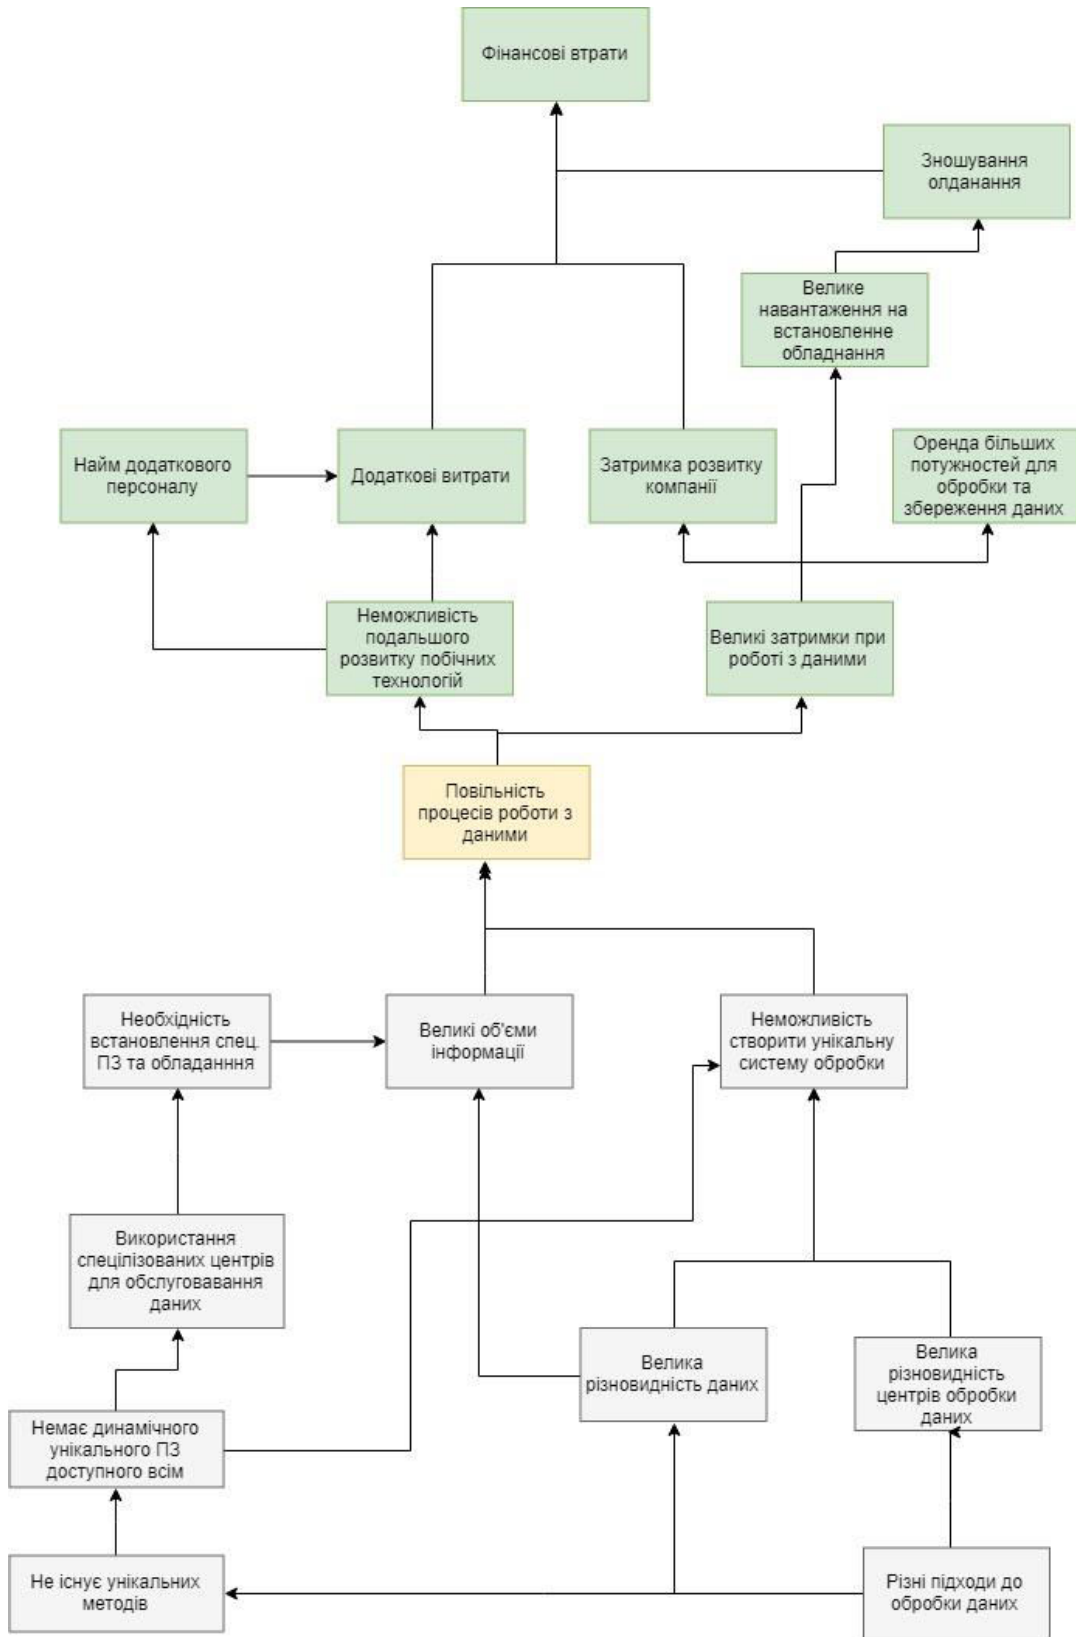 Фінансові втрати
Зношування
олданання
Велике
навантаження на
встановленне
обладнання
Найм додаткового
персоналу
Додаткові витрати
Затримка розвитку
компанії
Оренда більших
потужностей для
обробки та
збереження даних
Неможливість
подальшого
розвитку побічних
технологій
Великі затримки при
роботі з даними
Повільність
процесів роботи з
даними
Необхідність
встановлення спец.
ПЗ та обладанння
Великі об'єми
інформації
Неможливість
створити унікальну
систему обробки
Використання
спецілізованих центрів
для обслуговавання
даних
Велика
різновидність даних
Велика
різновидність
центрів обробки
даних
Немає динамічного
унікального ПЗ
доступного всім
Не існує унікальних
методів
Різні підходи до
обробки даних